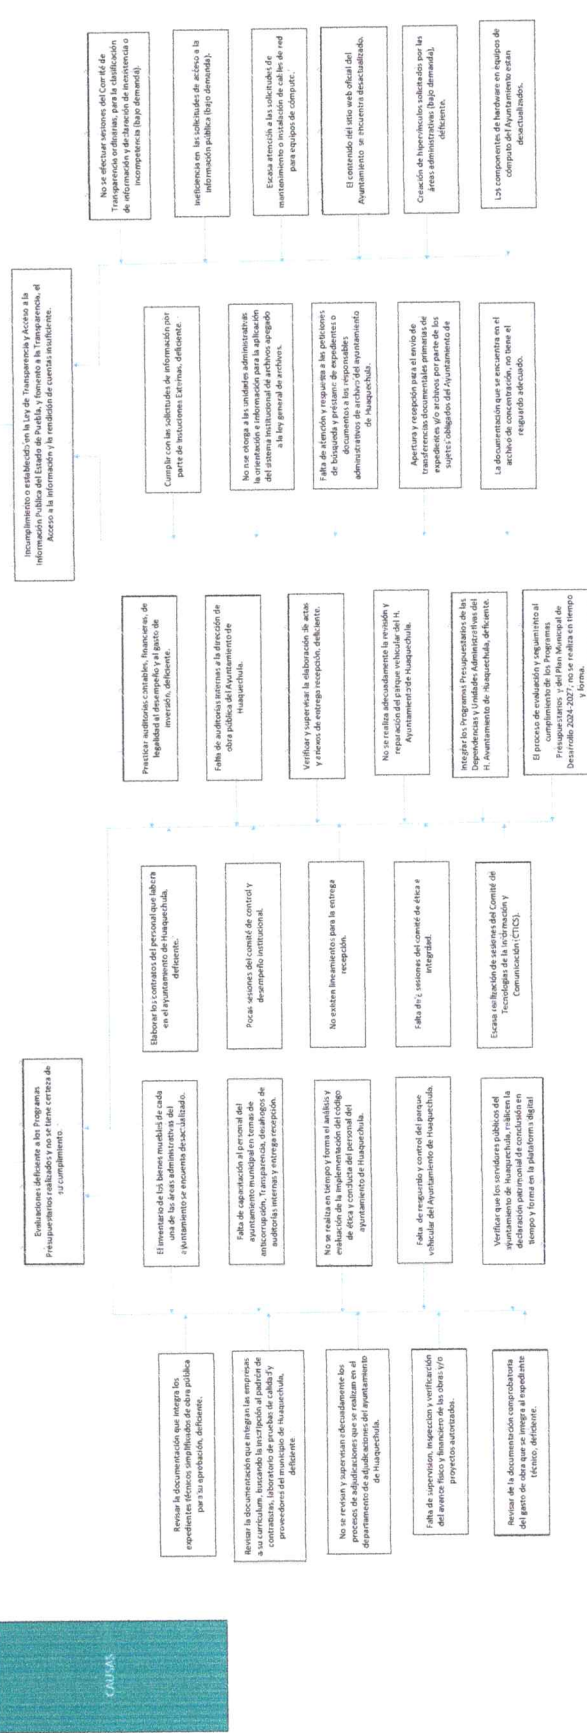 CAUSAS
Evaluaciones deficiente a los Programas
Presupuestarios realizados y no se tiene certeza de
su cumplimiento.
Incumplimiento o establecido en la Ley de Transparencia y Acceso a la
Información Publica del Estado de Puebla, y fomento a la Transparencia, el
Acceso a la información y la rendición de cuentas insuficiente.
Revisar la documentación que integra los
expedientes técnicos simplificados de obra pública
para su aprobación, deficiente.
Revisar la documentación que integran las empresas
a su curriculum, buscando la inscripción al padrón de
contratistas, laboratorio de pruebas de calidad y
proveedores del municipio de Huaquechula,
deficiente.
No se revisan y supervisan adecuadamente los
procesos de adjudicaciones que se realizan en el
departamento de adjudicaciones del ayuntamiento
de Huaquechula.
Falta de supervision, inspeccion y verificarción
del avance físico y financiero de las obras y/o
proyectos autorizados.
Revisar de la documentación comprobatoria
del gasto de obra que se integra al expediente
técnico, deficiente.
El inventario de los bienes muebles de cada
una de las áreas administrativas del
ayuntamiento se encuenta desactualizado.
Falta de capacitación al personal del
ayuntamiento municipal en temas de
anticorrupción, Transparencia, desahogos de
auditorías internas y entrega recepción.
No se realiza en tiempo y forma el análisis y
evaluación de la implementación del código
de ética y conducta del personal del
ayuntamiento de Huaquechula.
Falta de resguardo y control del parque
vehicular del Ayuntamiento de Huaquechula.
Verificar que los servidores públicos del
ayuntamiento de Huaquechula, realicen la
declaración patrimonial de conclusión en
tiempo y forma en la plataforma digital
Elaborar los contratos del personal que labora
en el ayuntamiento de Huaquechula,
deficiente.
Pocas sesiones del comité de control y
desempeño institucional.
No existen lineamientos para la entrega
recepción.
Falta de sesiones del comité de ética e
integridad.
Escasa realización de sesiones del Comité de
Tecnologías de la Información y
Comunicación (CTICS).
Practicar auditorías contables, financieras, de
legalidad al desempeño y al gasto de
inversión, deficiente.
Falta de auditorías internas a la dirección de
obra pública del Ayuntamiento de
Huaquechula.
Verificar y supervisar la elaboración de actas
y anexos de entrega recepción, deficiente.
No se realiza adecuadamente la revisión y
reparación del parque vehicular del H.
Ayuntamiento de Huaquechula.
Integrar los Programas Presupuestarios de las
Dependencias y Unidades Administrativas del
H. Ayuntamiento de Huaquechula, deficiente.
El proceso de evaluación y seguimiento al
cumplimiento de los Programas
Presupuestarios y del Plan Municipal de
Desarrollo 2024-2027, no se realiza en tiempo
y forma.
Cumplir con las solicitudes de información por
parte de Instituciones Externas, deficiente.
No se otorga a las unidades administrativas
la orientación e información para la aplicación
del sistema institucional de archivos apegado
a la ley general de archivos.
Falta de atención y respuesta a las peticiones
de búsqueda y préstamo de expedientes o
documentos a los responsables
administrativos de archivo del ayuntamiento
de Huaquechula.
Apertura y recepción para el envío de
transferencias documentales primarias de
expedientes y/o archivos por parte de los
sujetos obligados del Ayuntamiento de
La documentación que se encuentra en el
archivo de concentración, no tiene el
resguardo adecuado.
No se efectuar sesiones del Comité de
Transparencia ordinarias, para la clasificación
de información y declaración de inexistencia o
incompetencia (bajo demanda).
Ineficiencia en las solicitudes de acceso a la
información pública (bajo demanda).
Escasa atención a las solicitudes de
mantenimiento o instalación de cables de red
para equipos de cómputo.
El contenido del sitio web oficial del
Ayuntamiento se encuentra desactualizado.
Creación de hipervínculos solicitados por las
áreas administrativas (bajo demanda),
deficiente.
Los componentes de hardware en equipos de
cómputo del Ayuntamiento estan
desactualizados.